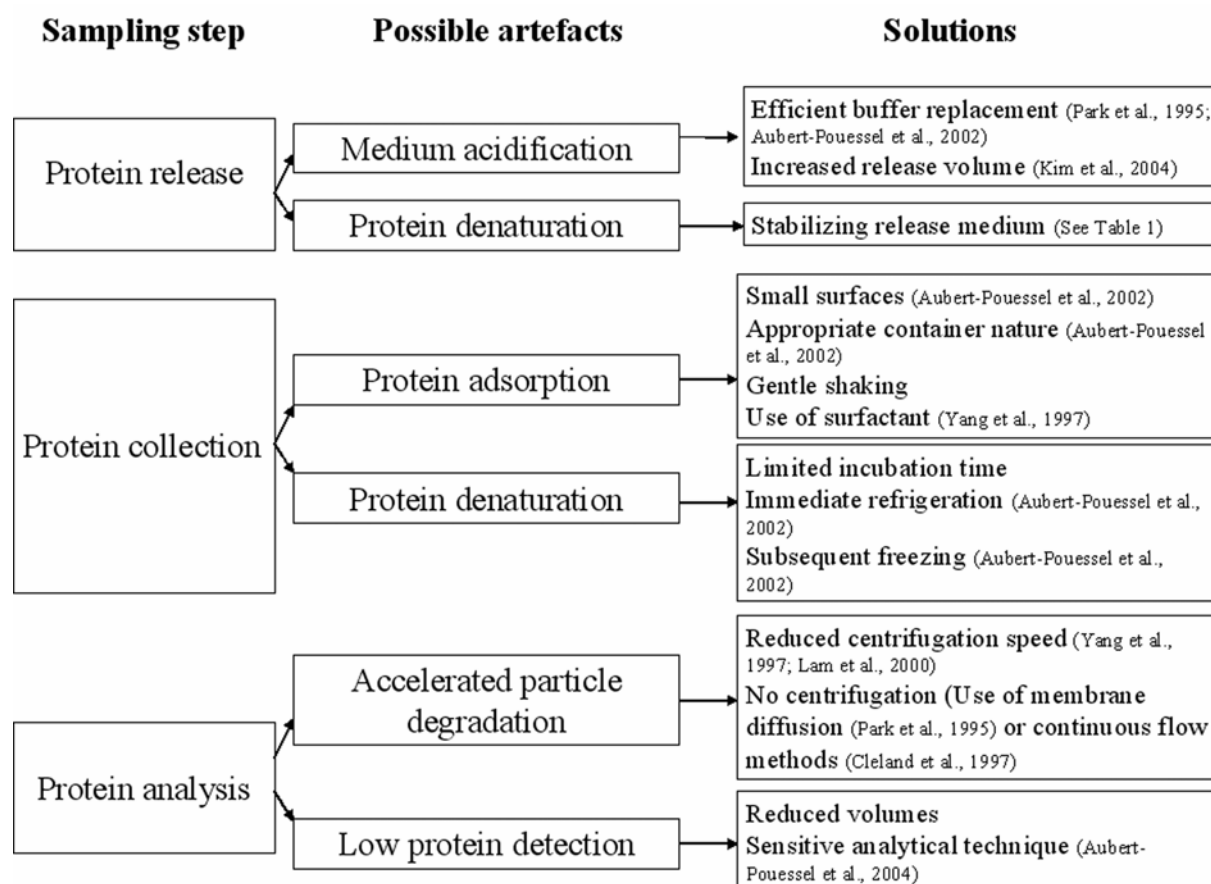 Sampling step
Possible artefacts
Solutions
Protein release
Medium acidification
Efficient buffer replacement (Park et al., 1995;
Aubert-Pouessel et al., 2002)
Increased release volume (Kim et al., 2004)
Protein denaturation
Stabilizing release medium (See Table 1)
Protein collection
Protein adsorption
Small surfaces (Aubert-Pouessel et al., 2002)
Appropriate container nature (Aubert-Pouessel
et al., 2002)
Gentle shaking
Use of surfactant (Yang et al., 1997)
Protein denaturation
Limited incubation time
Immediate refrigeration (Aubert-Pouessel et al.,
2002)
Subsequent freezing (Aubert-Pouessel et al.,
2002)
Protein analysis
Accelerated particle
degradation
Reduced centrifugation speed (Yang et al.,
1997; Lam et al., 2000)
No centrifugation (Use of membrane
diffusion (Park et al., 1995) or continuous flow
methods (Cleland et al., 1997)
Low protein detection
Reduced volumes
Sensitive analytical technique (Aubert-
Pouessel et al., 2004)